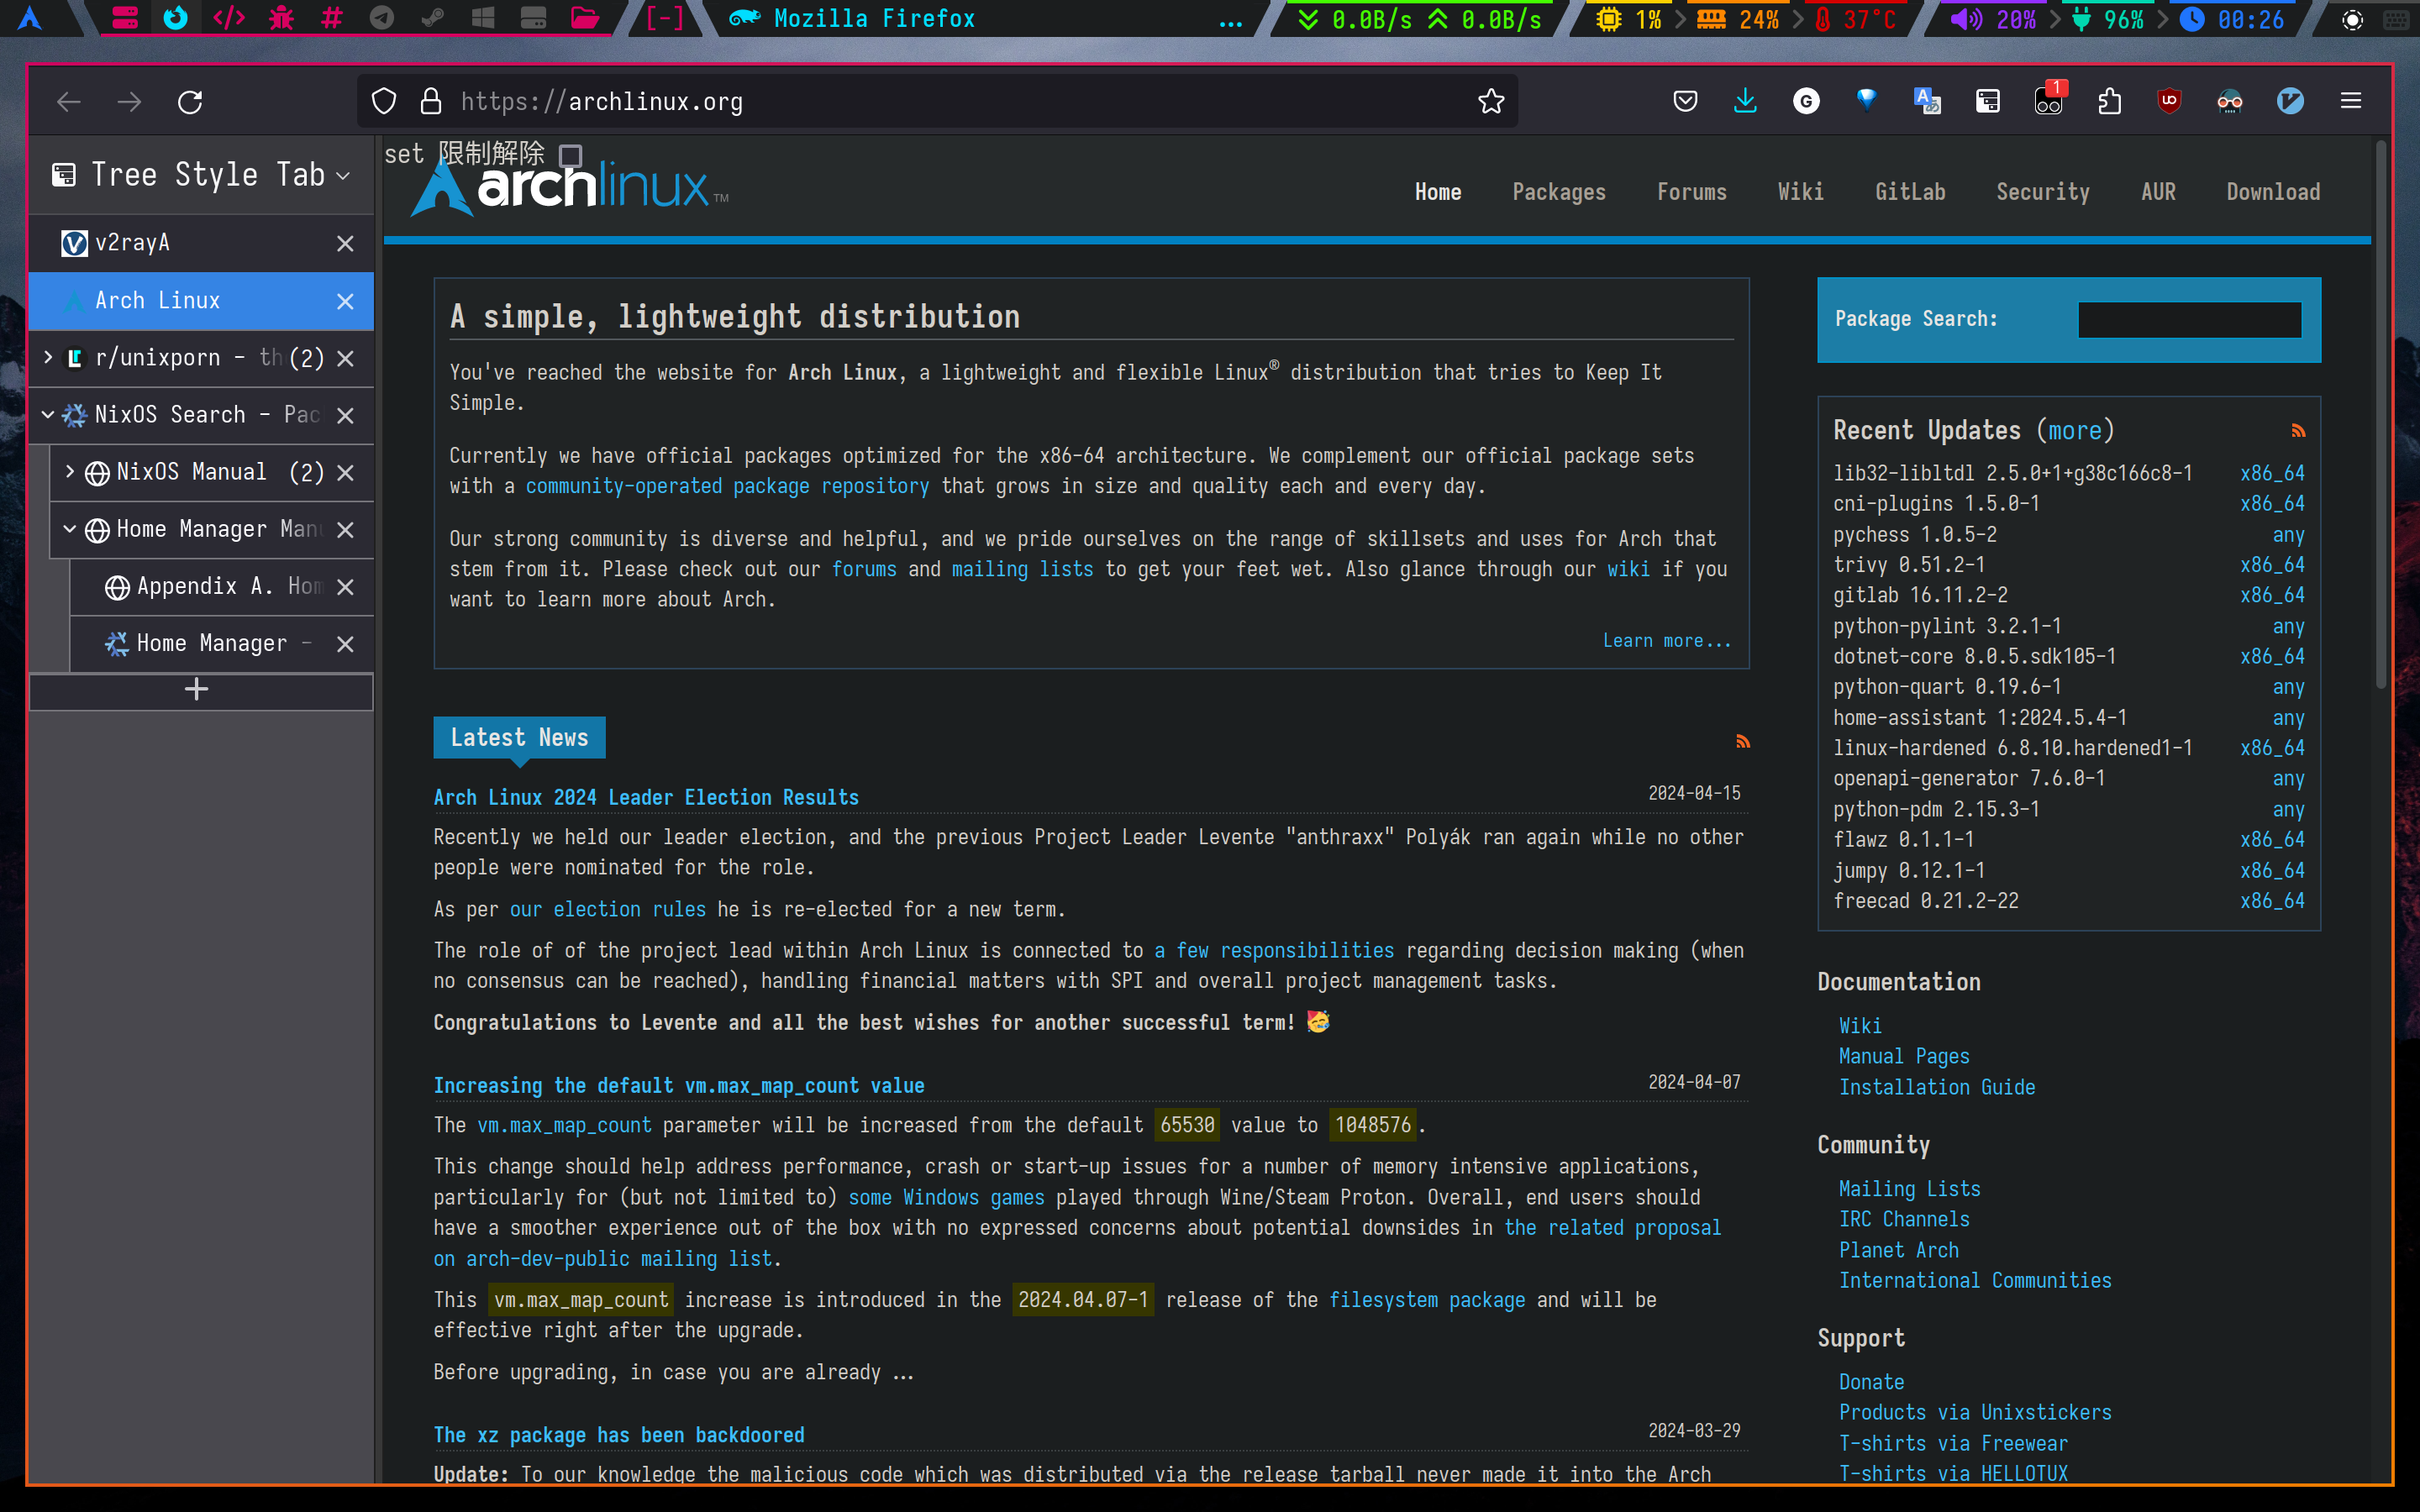 [-] Mozilla Firefox ... 0.0B/s 0.0B/s 1% 24% 37°C 20% 96% 00:26
https://archlinux.org
1
Tree Style Tab
v2rayA
Arch Linux
r/unixporn - th (2)
NixOS Search - Pac
NixOS Manual (2)
Home Manager Man
Appendix A. Hom
Home Manager -
+
set 限制解除
archlinux™
Home Packages Forums Wiki GitLab Security AUR Download
A simple, lightweight distribution
You've reached the website for Arch Linux, a lightweight and flexible Linux® distribution that tries to Keep It
Simple.
Currently we have official packages optimized for the x86-64 architecture. We complement our official package sets
with a community-operated package repository that grows in size and quality each and every day.
Our strong community is diverse and helpful, and we pride ourselves on the range of skillsets and uses for Arch that
stem from it. Please check out our forums and mailing lists to get your feet wet. Also glance through our wiki if you
want to learn more about Arch.
Learn more...
Latest News
Arch Linux 2024 Leader Election Results 2024-04-15
Recently we held our leader election, and the previous Project Leader Levente "anthraxx" Polyák ran again while no other
people were nominated for the role.
As per our election rules he is re-elected for a new term.
The role of of the project lead within Arch Linux is connected to a few responsibilities regarding decision making (when
no consensus can be reached), handling financial matters with SPI and overall project management tasks.
Congratulations to Levente and all the best wishes for another successful term! 🥳
Increasing the default vm.max_map_count value 2024-04-07
The vm.max_map_count parameter will be increased from the default 65530 value to 1048576.
This change should help address performance, crash or start-up issues for a number of memory intensive applications,
particularly for (but not limited to) some Windows games played through Wine/Steam Proton. Overall, end users should
have a smoother experience out of the box with no expressed concerns about potential downsides in the related proposal
on arch-dev-public mailing list.
This vm.max_map_count increase is introduced in the 2024.04.07-1 release of the filesystem package and will be
effective right after the upgrade.
Before upgrading, in case you are already ...
The xz package has been backdoored 2024-03-29
Update: To our knowledge the malicious code which was distributed via the release tarball never made it into the Arch
Package Search:
Recent Updates (more)
lib32-libltdl 2.5.0+1+g38c166c8-1 x86_64
cni-plugins 1.5.0-1 x86_64
pychess 1.0.5-2 any
trivy 0.51.2-1 x86_64
gitlab 16.11.2-2 x86_64
python-pylint 3.2.1-1 any
dotnet-core 8.0.5.sdk105-1 x86_64
python-quart 0.19.6-1 any
home-assistant 1:2024.5.4-1 any
linux-hardened 6.8.10.hardened1-1 x86_64
openapi-generator 7.6.0-1 any
python-pdm 2.15.3-1 any
flawz 0.1.1-1 x86_64
jumpy 0.12.1-1 x86_64
freecad 0.21.2-22 x86_64
Documentation
Wiki
Manual Pages
Installation Guide
Community
Mailing Lists
IRC Channels
Planet Arch
International Communities
Support
Donate
Products via Unixstickers
T-shirts via Freewear
T-shirts via HELLOTUX